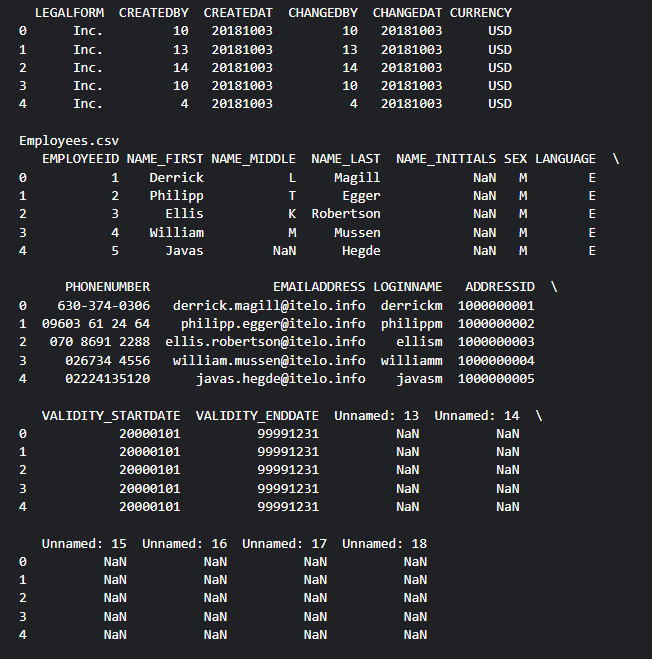 LEGALFORM CREATEDBY CREATEDAT CHANGEDBY CHANGEDAT CURRENCY
0 Inc. 10 20181003 10 20181003 USD
1 Inc. 13 20181003 13 20181003 USD
2 Inc. 14 20181003 14 20181003 USD
3 Inc. 10 20181003 10 20181003 USD
4 Inc. 4 20181003 4 20181003 USD
Employees.csv
EMPLOYEEID NAME_FIRST NAME_MIDDLE NAME_LAST NAME_INITIALS SEX LANGUAGE \
0 1 Derrick L Magill NaN M E
1 2 Philipp T Egger NaN M E
2 3 Ellis K Robertson NaN M E
3 4 William M Mussen NaN M E
4 5 Javas NaN Hegde NaN M E
PHONENUMBER EMAILADDRESS LOGINNAME ADDRESSID \
0 630-374-0306 derrick.magill@itelo.info derrickm 1000000001
1 09603 61 24 64 philipp.egger@itelo.info philippm 1000000002
2 070 8691 2288 ellis.robertson@itelo.info ellism 1000000003
3 026734 4556 william.mussen@itelo.info williamm 1000000004
4 02224135120 javas.hegde@itelo.info javasm 1000000005
VALIDITY_STARTDATE VALIDITY_ENDDATE Unnamed: 13 Unnamed: 14 \
0 20000101 99991231 NaN NaN
1 20000101 99991231 NaN NaN
2 20000101 99991231 NaN NaN
3 20000101 99991231 NaN NaN
4 20000101 99991231 NaN NaN
Unnamed: 15 Unnamed: 16 Unnamed: 17 Unnamed: 18
0 NaN NaN NaN NaN
1 NaN NaN NaN NaN
2 NaN NaN NaN NaN
3 NaN NaN NaN NaN
4 NaN NaN NaN NaN